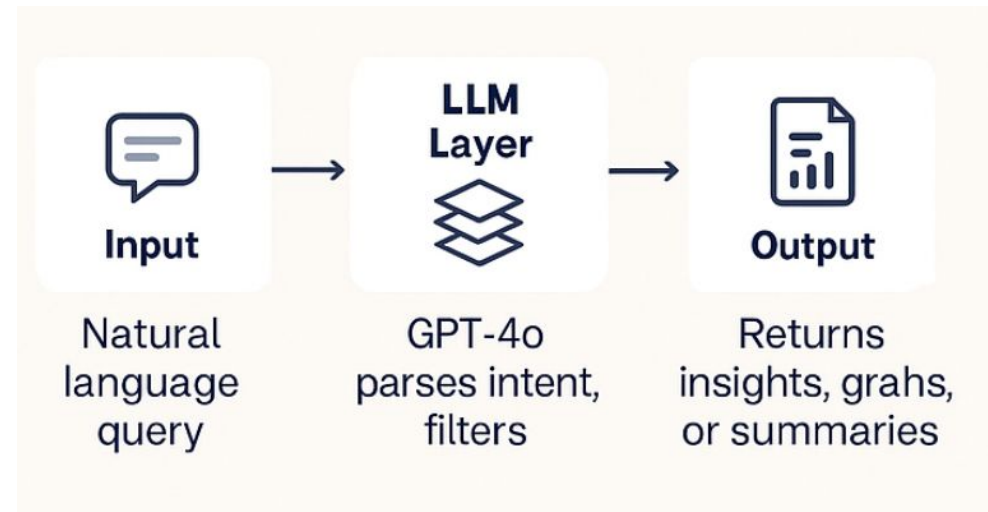 Input
Natural
language
query
LLM
Layer
GPT-4o
parses intent,
filters
Output
Returns
insights, grahs,
or summaries